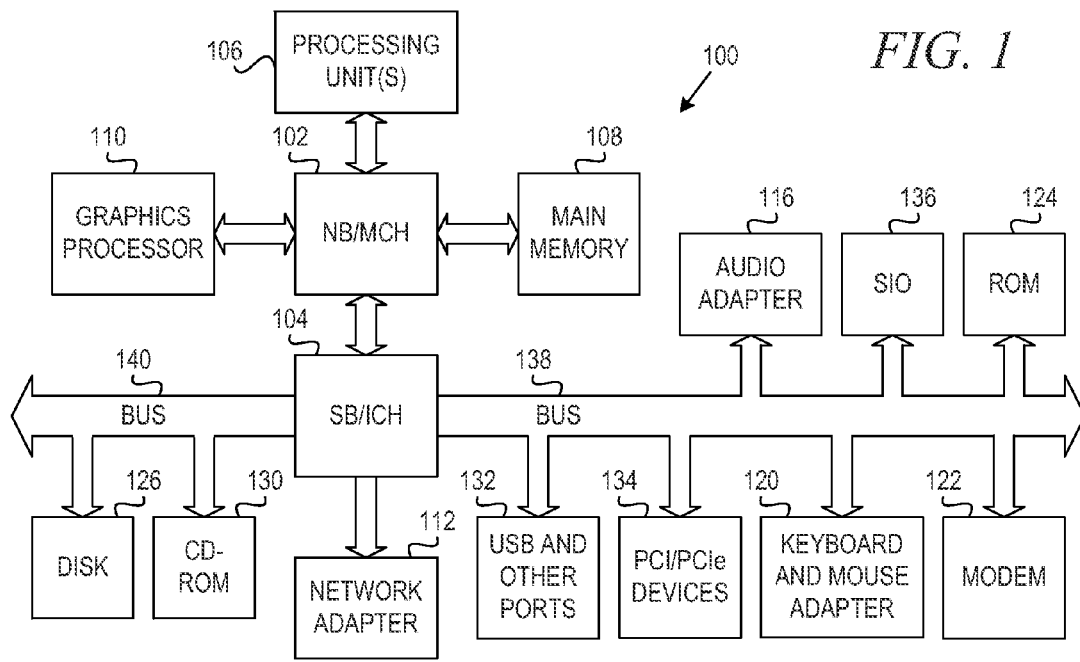 FIG. 1
100
106
PROCESSING
UNIT(S)
110
GRAPHICS
PROCESSOR
102
NB/MCH
108
MAIN
MEMORY
116
AUDIO
ADAPTER
136
SIO
124
ROM
104
SB/ICH
140
BUS
138
BUS
126
DISK
130
CD-
ROM
112
NETWORK
ADAPTER
132
USB AND
OTHER
PORTS
134
PCI/PCIe
DEVICES
120
KEYBOARD
AND MOUSE
ADAPTER
122
MODEM